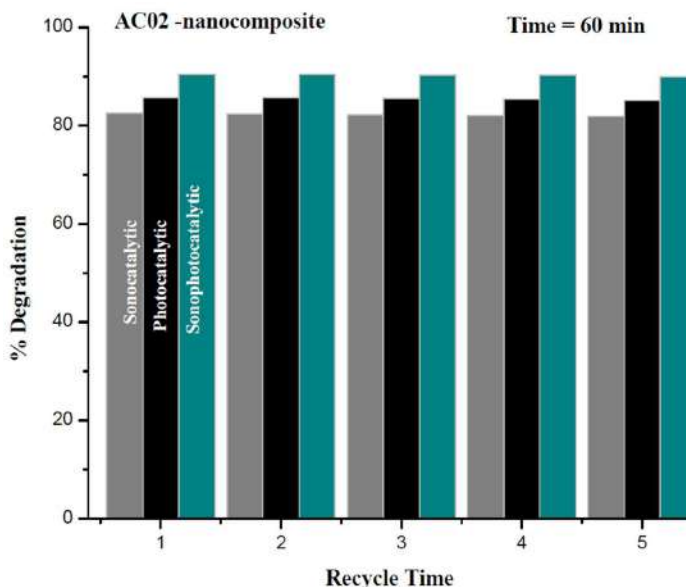 AC02 -nanocomposite
Time = 60 min
100
80
60
40
20
0
% Degradation
Sonocatalytic
Photocatalytic
Sonophotocatalytic
1 2 3 4 5
Recycle Time